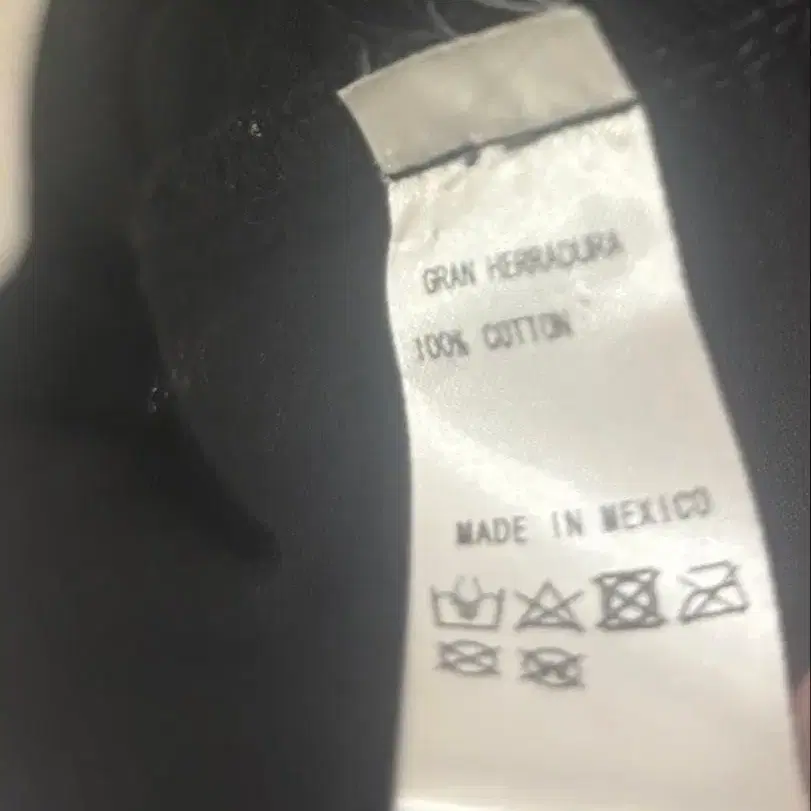 GRAN HERRADURA
100% COTTON
MADE IN MEXICO